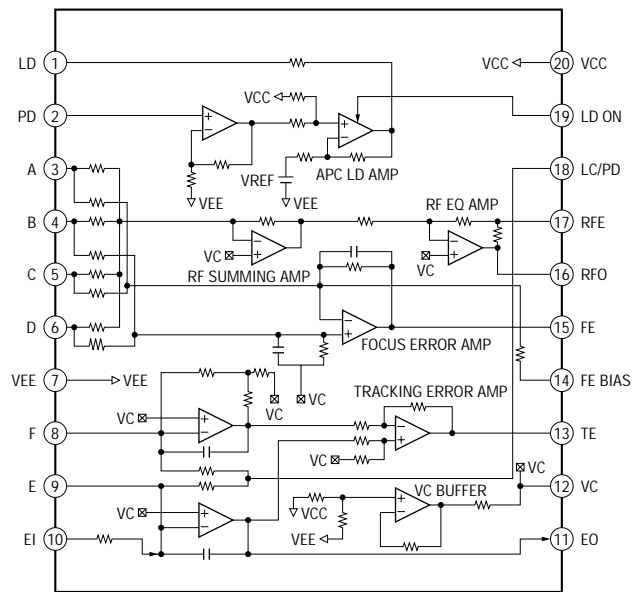 LD 1
20 VCC
VCC
PD 2
VCC
19 LD ON
A 3
VREF
APC LD AMP
18 LC/PD
VEE
VEE
B 4
RF EQ AMP
17 RFE
VC
VC
C 5
RF SUMMING AMP
16 RFO
D 6
FOCUS ERROR AMP
15 FE
VEE 7
VEE
VC
VC
TRACKING ERROR AMP
14 FE BIAS
F 8
VC
13 TE
VC
E 9
VC
VC BUFFER
12 VC
VC
VCC
VEE
EI 10
11 EO
+
−
+
−
−
+
−
+
−
+
+
−
−
+
+
−
+
−